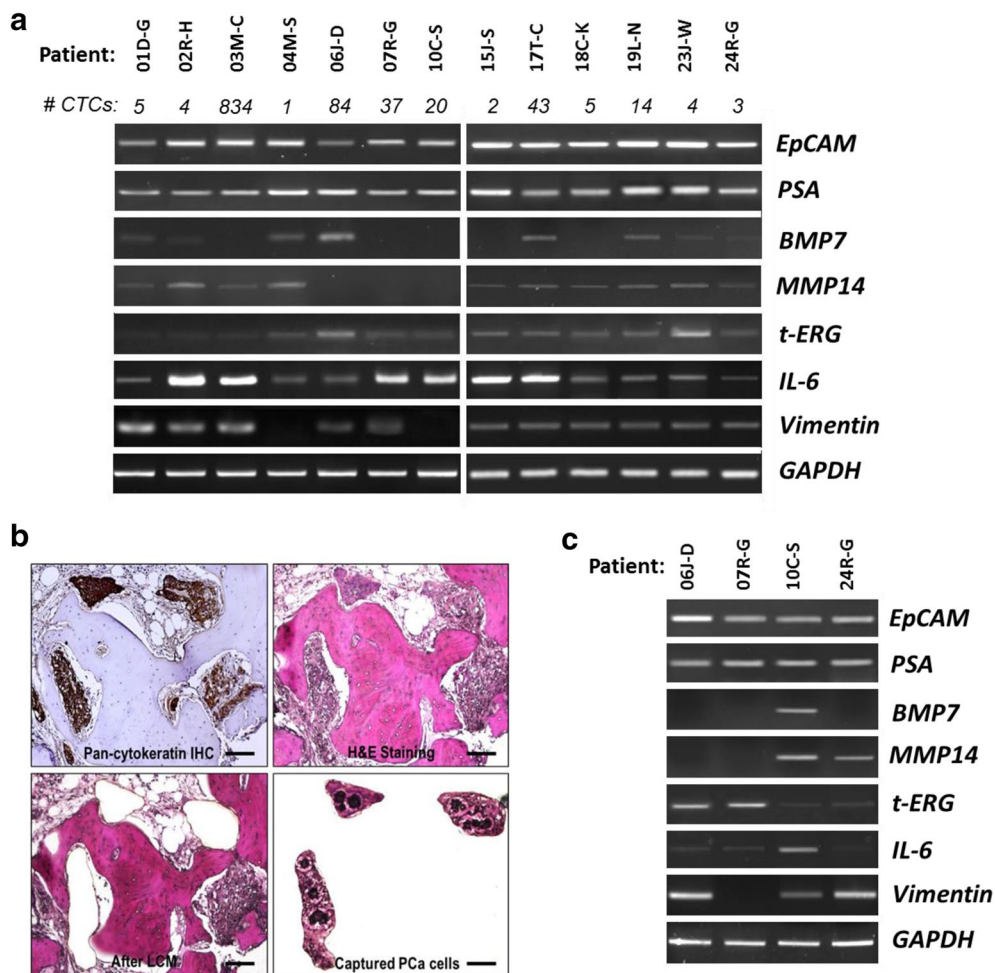 a
Patient: 01D-G 02R-H 03M-C 04M-S 06J-D 07R-G 10C-S 15J-S 17T-C 18C-K 19L-N 23J-W 24R-G
# CTCs: 5 4 834 1 84 37 20 2 43 5 14 4 3
EpCAM
PSA
BMP7
MMP14
t-ERG
IL-6
Vimentin
GAPDH
b
Pan-cytokeratin IHC
H&E Staining
After LCM
Captured PCa cells
c
Patient: 06J-D 07R-G 10C-S 24R-G
EpCAM
PSA
BMP7
MMP14
t-ERG
IL-6
Vimentin
GAPDH